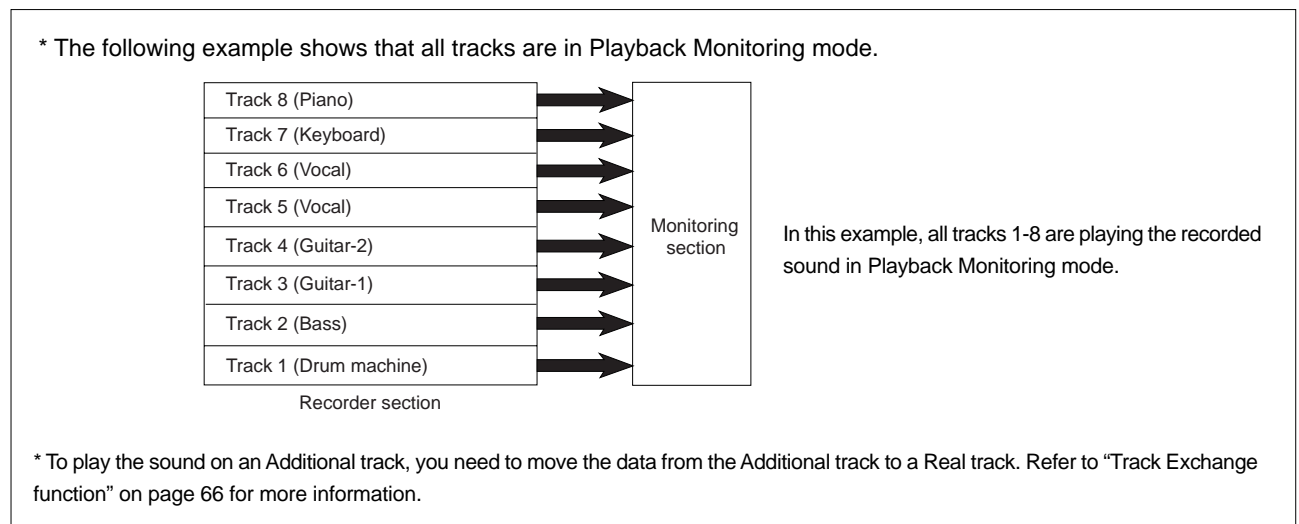 * The following example shows that all tracks are in Playback Monitoring mode.
Track 8 (Piano)
Track 7 (Keyboard)
Track 6 (Vocal)
Track 5 (Vocal)
Track 4 (Guitar-2)
Track 3 (Guitar-1)
Track 2 (Bass)
Track 1 (Drum machine)
Recorder section
Monitoring
section
In this example, all tracks 1-8 are playing the recorded
sound in Playback Monitoring mode.
* To play the sound on an Additional track, you need to move the data from the Additional track to a Real track. Refer to “Track Exchange
function” on page 66 for more information.